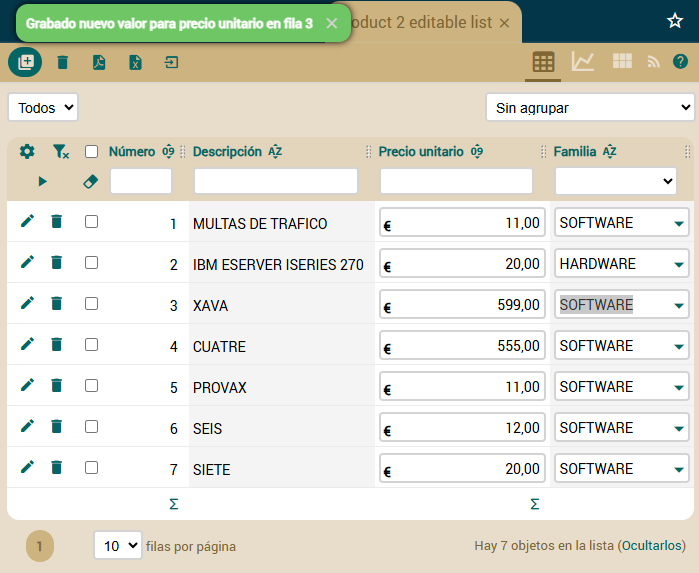 Grabado nuevo valor para precio unitario en fila 3
oduct 2 editable list
Todos
Sin agrupar
Número
Descripción
Precio unitario
Familia
1 MULTAS DE TRAFICO € 11,00 SOFTWARE
2 IBM ESERVER ISERIES 270 € 20,00 HARDWARE
3 XAVA € 599,00 SOFTWARE
4 CUATRE € 555,00 SOFTWARE
5 PROVAX € 11,00 SOFTWARE
6 SEIS € 12,00 SOFTWARE
7 SIETE € 20,00 SOFTWARE
Σ Σ
1 10 filas por página Hay 7 objetos en la lista (Ocultarlos)